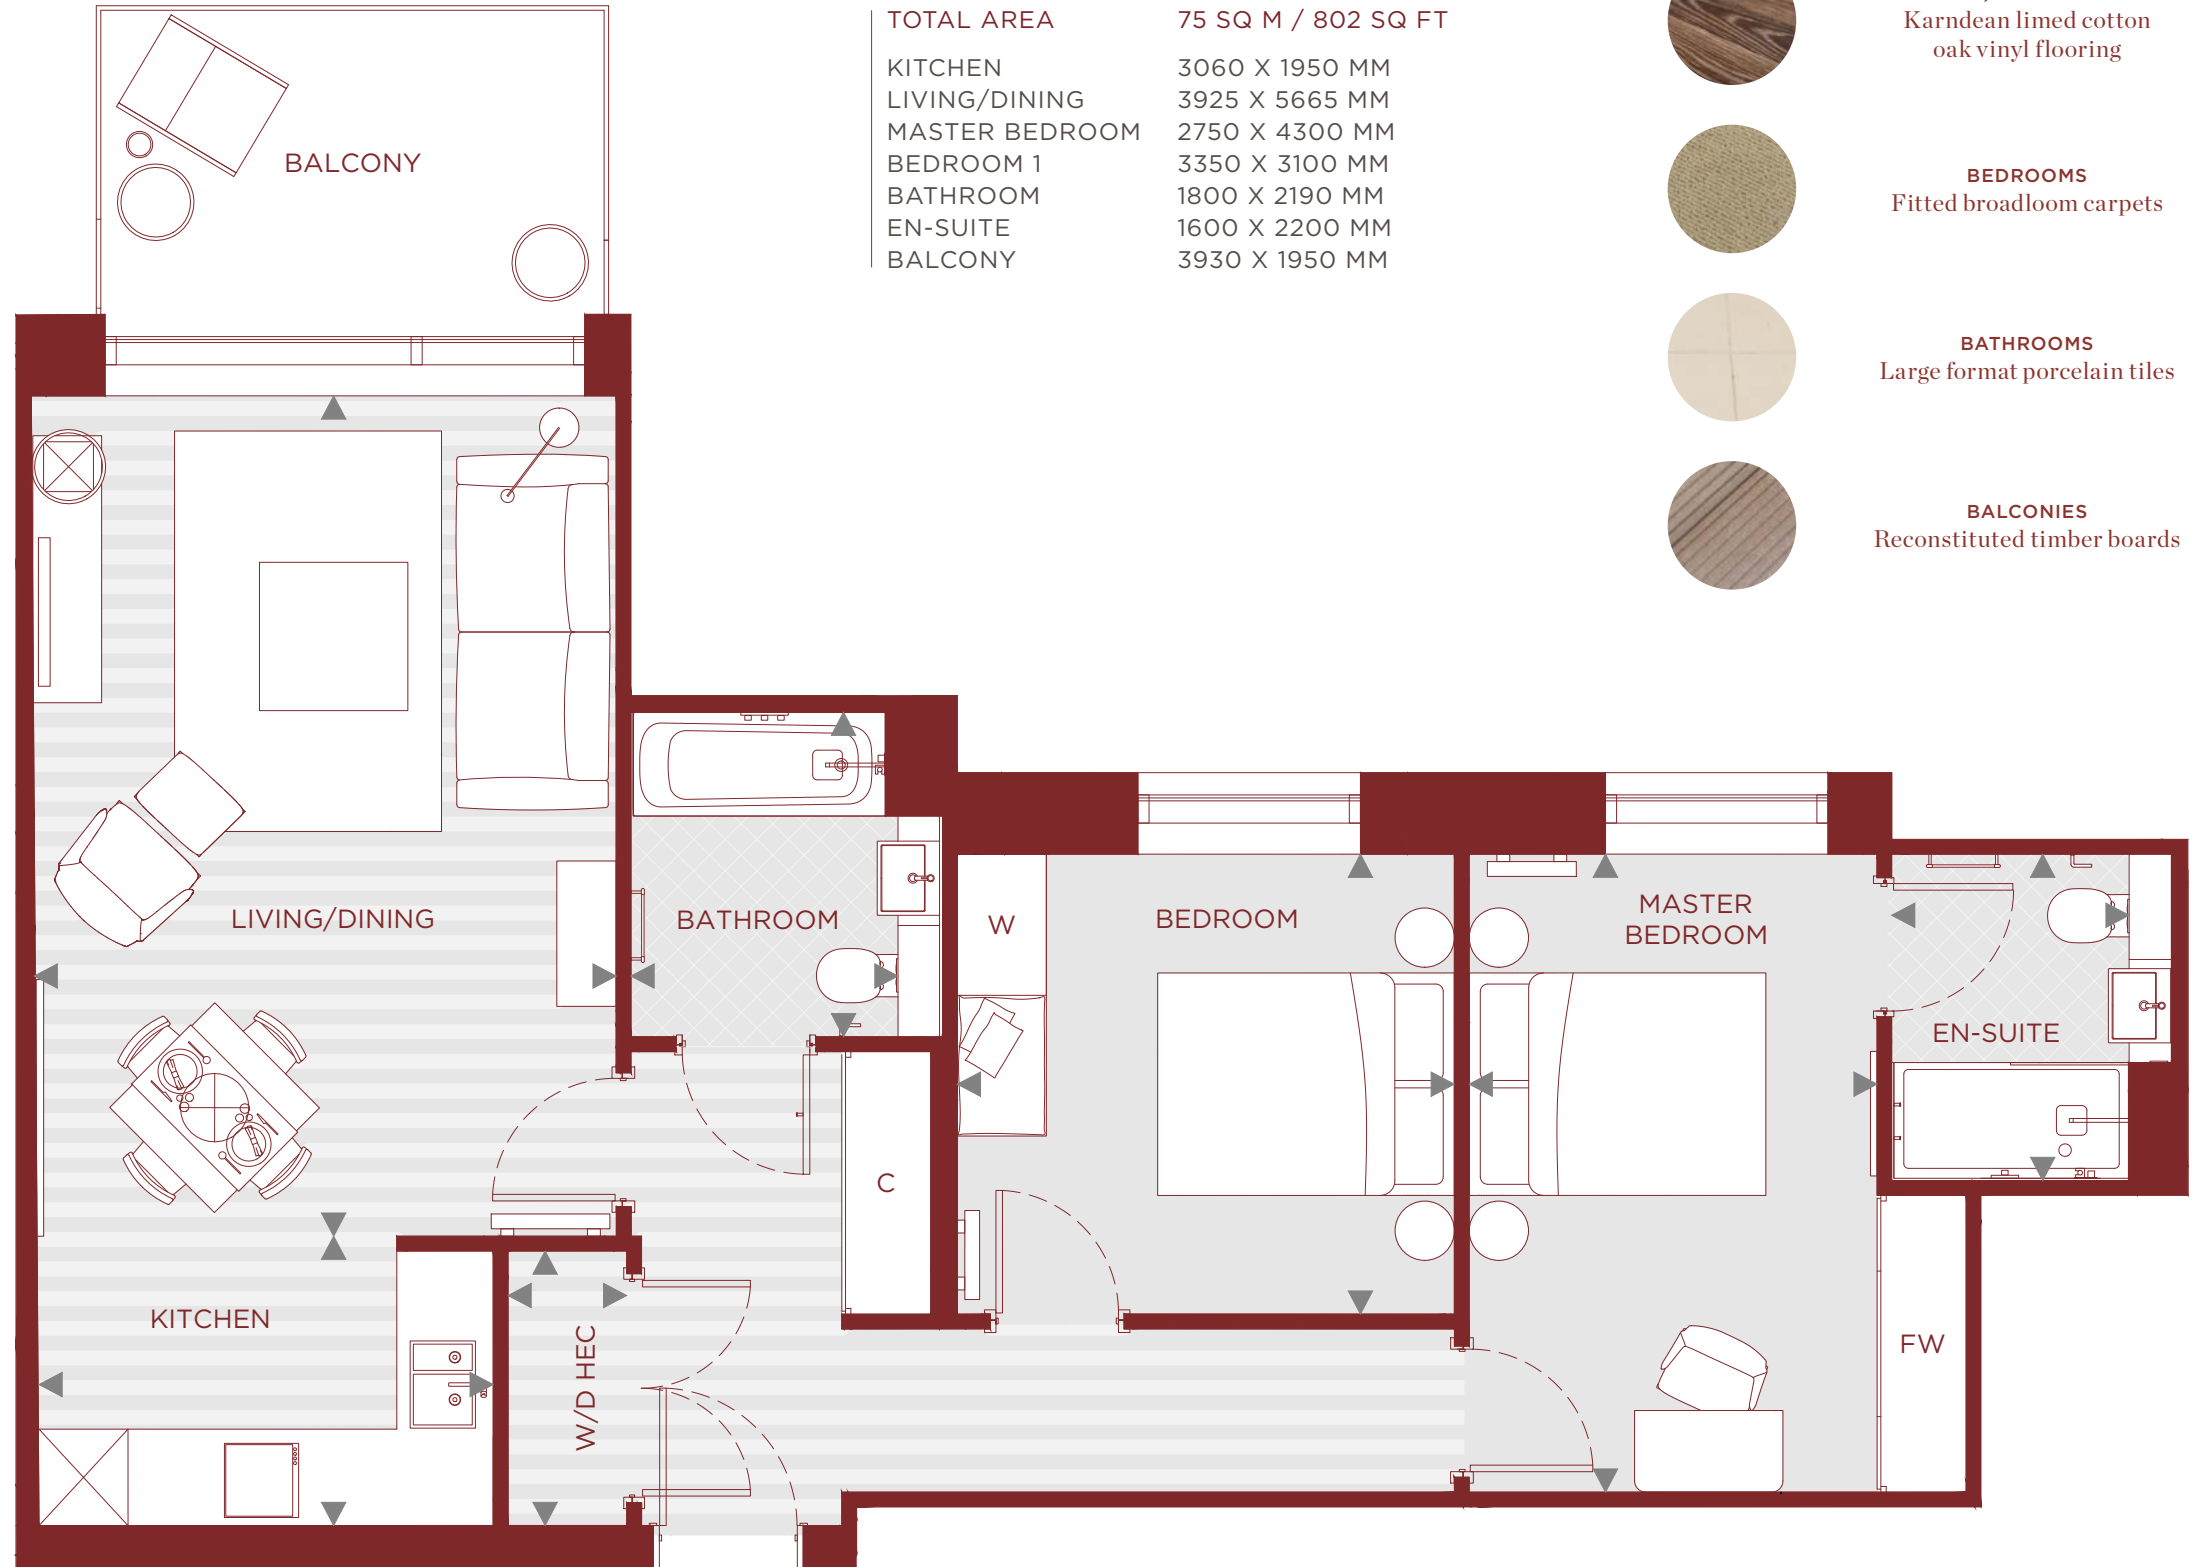 TOTAL AREA 75 SQ M / 802 SQ FT
KITCHEN 3060 X 1950 MM
LIVING/DINING 3925 X 5665 MM
MASTER BEDROOM 2750 X 4300 MM
BEDROOM 1 3350 X 3100 MM
BATHROOM 1800 X 2190 MM
EN-SUITE 1600 X 2200 MM
BALCONY 3930 X 1950 MM
Karndean limed cotton
oak vinyl flooring
BEDROOMS
Fitted broadloom carpets
BATHROOMS
Large format porcelain tiles
BALCONIES
Reconstituted timber boards
BALCONY
LIVING/DINING
BATHROOM
W
BEDROOM
MASTER
BEDROOM
EN-SUITE
C
KITCHEN
W/D HEC
FW